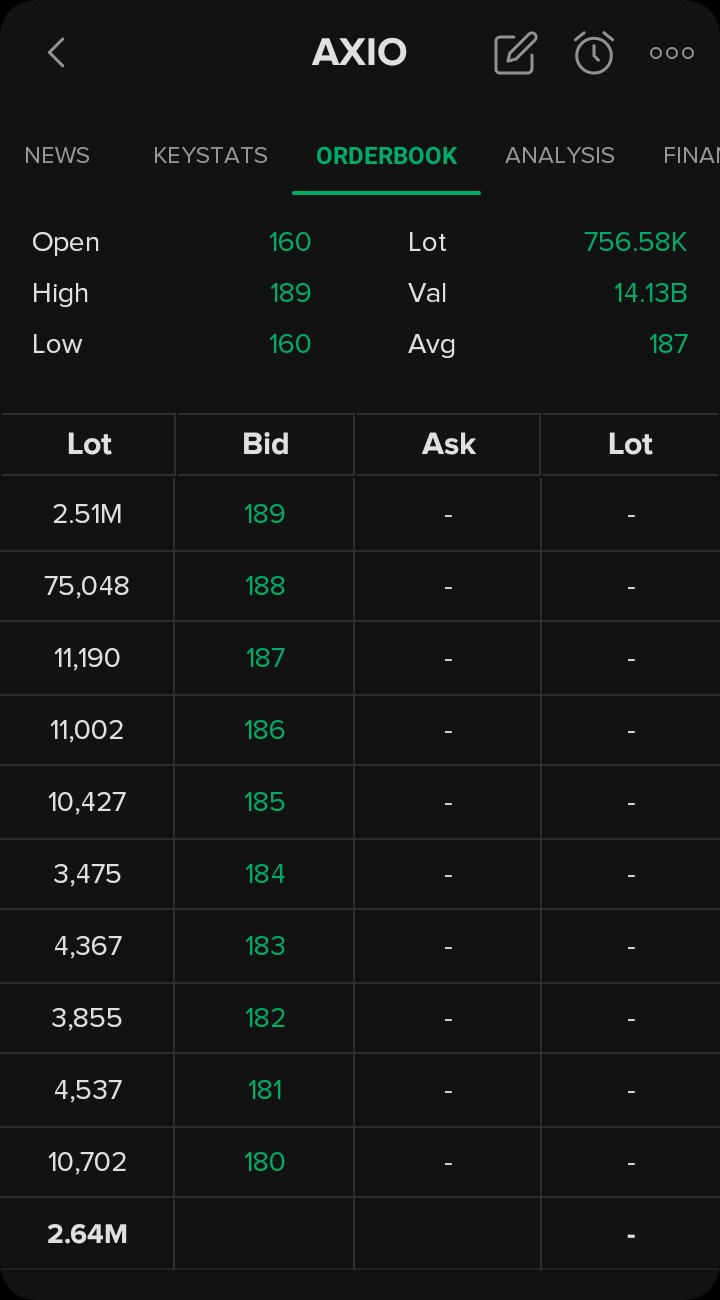 AXIO
NEWS KEYSTATS ORDERBOOK ANALYSIS FINAN
Open 160 Lot 756.58K
High 189 Val 14.13B
Low 160 Avg 187
Lot Bid Ask Lot
2.51M 189 - -
75,048 188 - -
11,190 187 - -
11,002 186 - -
10,427 185 - -
3,475 184 - -
4,367 183 - -
3,855 182 - -
4,537 181 - -
10,702 180 - -
2.64M -